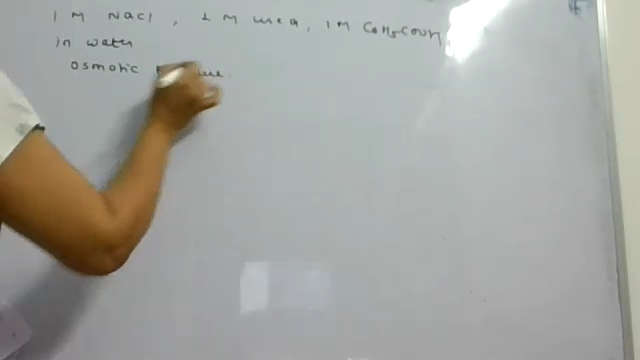 1 M NaCl, 1 M urea, 1 M C6H5COOH
in water
osmotic